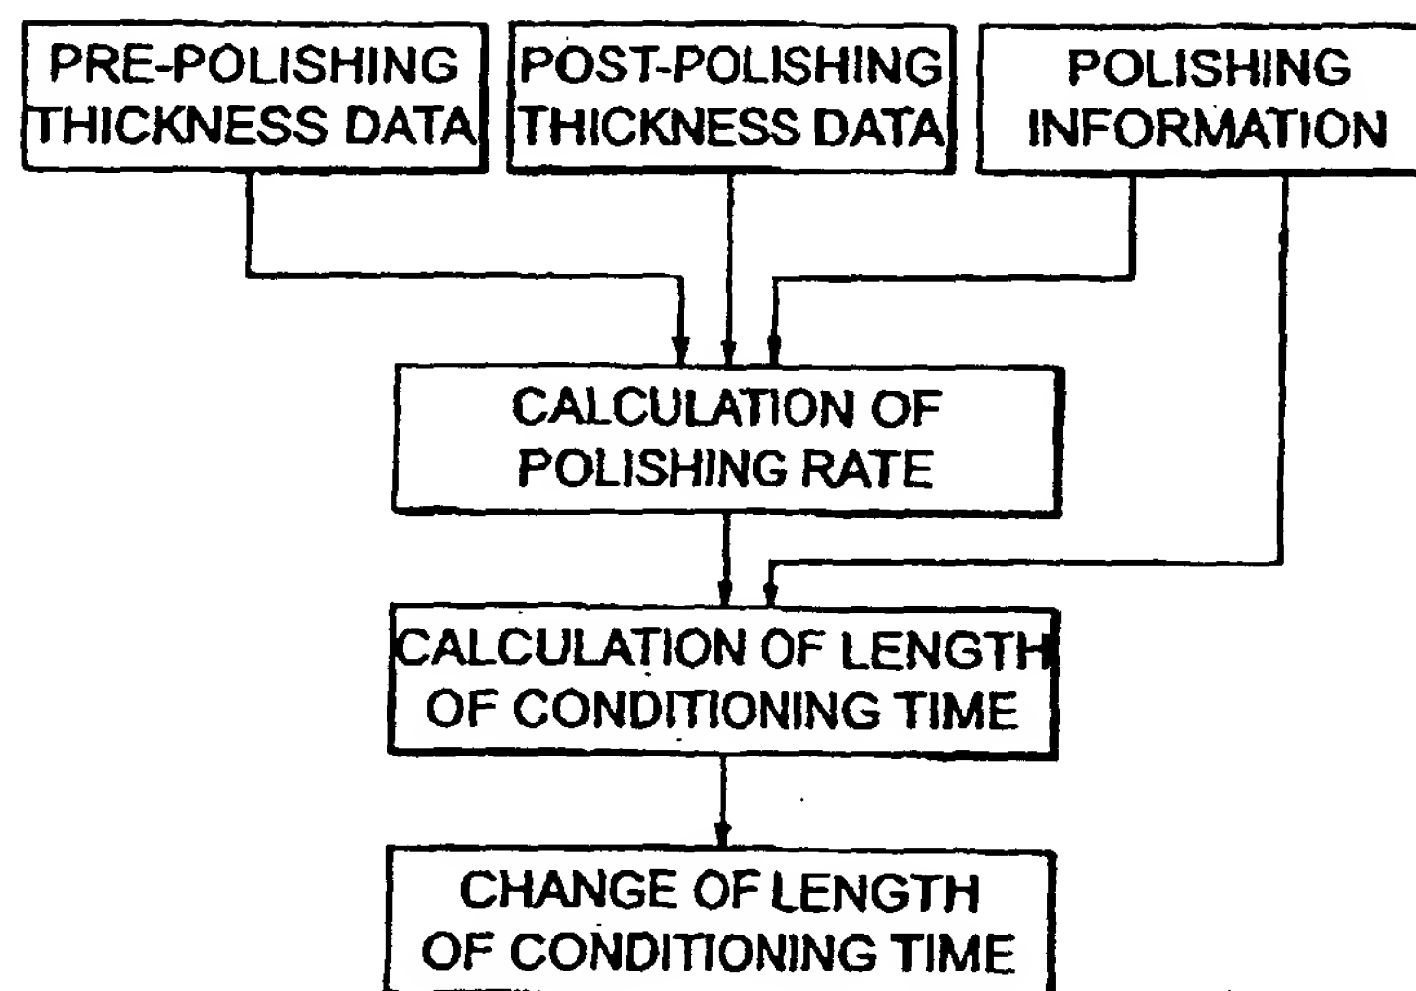 PRE-POLISHING
THICKNESS DATA
POST-POLISHING
THICKNESS DATA
POLISHING
INFORMATION
CALCULATION OF
POLISHING RATE
CALCULATION OF LENGTH
OF CONDITIONING TIME
CHANGE OF LENGTH
OF CONDITIONING TIME